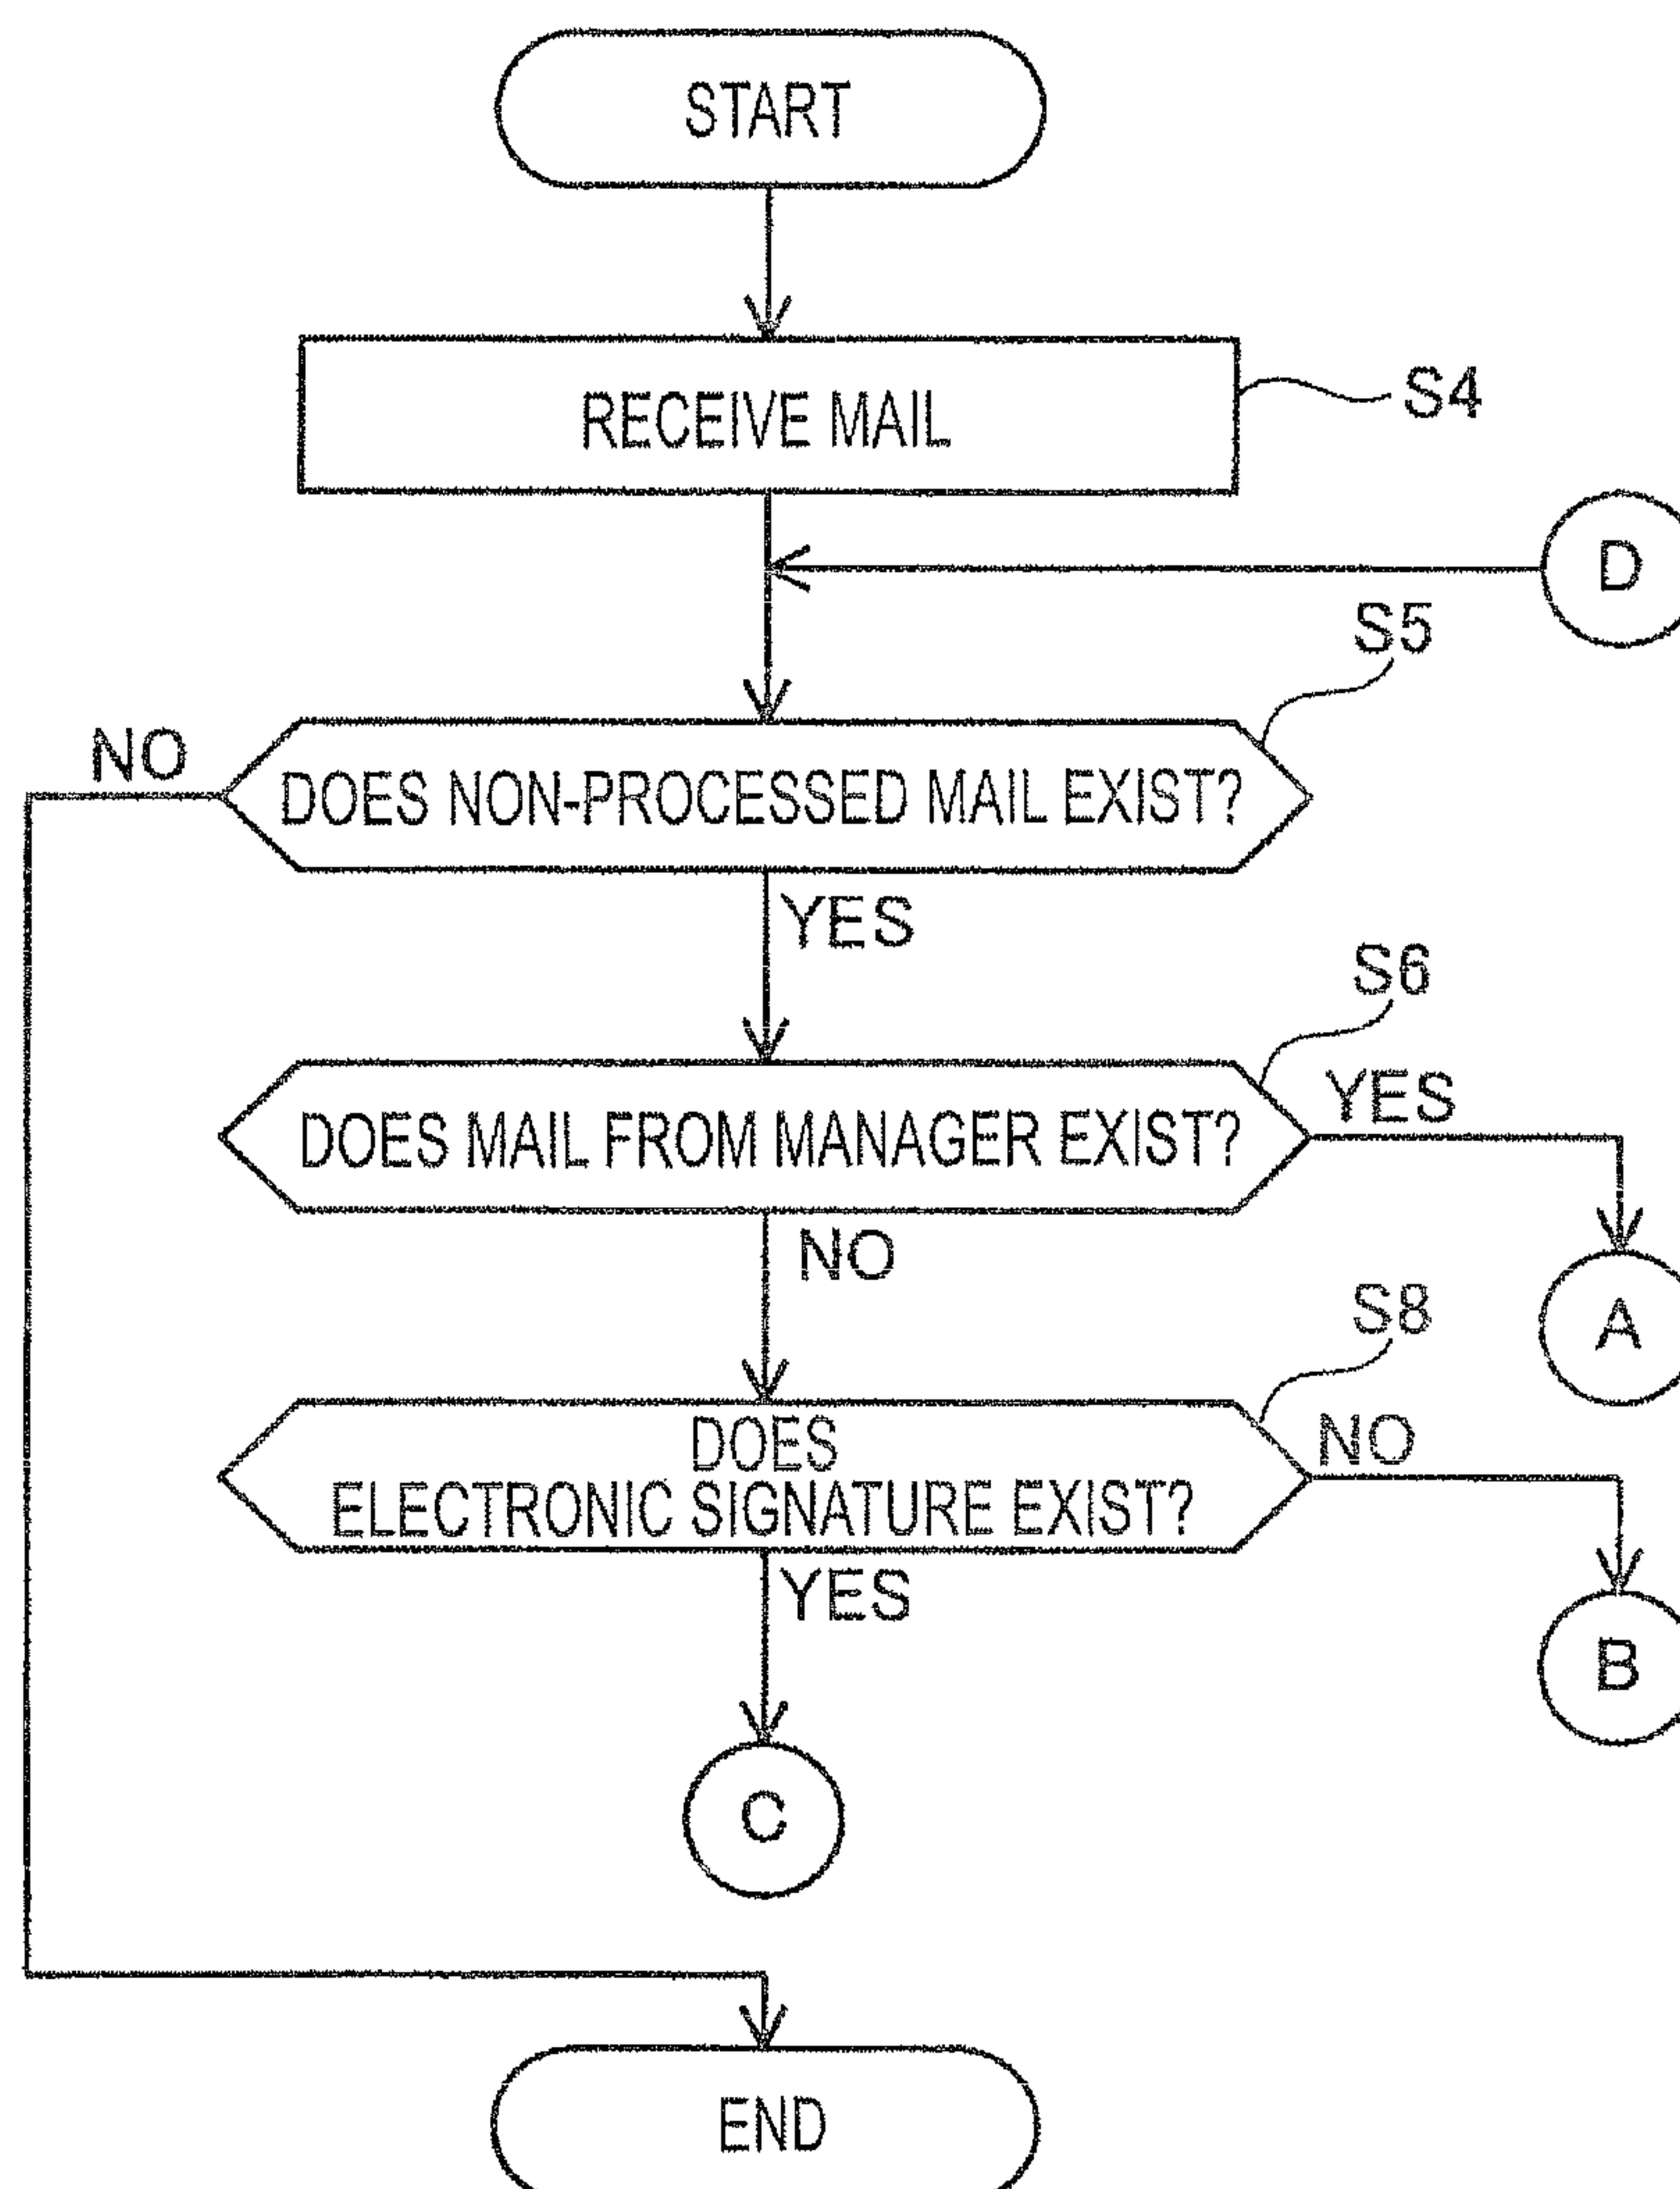 START
RECEIVE MAIL
S4
D
S5
NO
DOES NON-PROCESSED MAIL EXIST?
YES
S6
DOES MAIL FROM MANAGER EXIST?
YES
NO
A
S8
DOES
ELECTRONIC SIGNATURE EXIST?
NO
YES
B
C
END